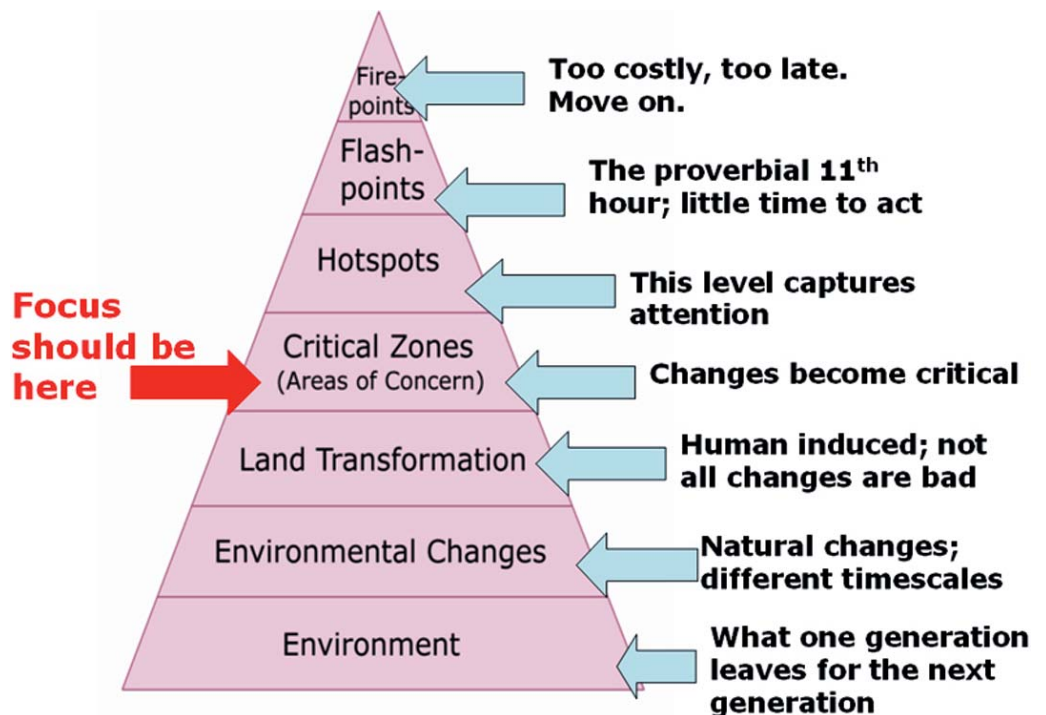 Fire-
points
Too costly, too late.
Move on.
Flash-
points
The proverbial 11th
hour; little time to act
Hotspots
This level captures
attention
Focus
should be
here
Critical Zones
(Areas of Concern)
Changes become critical
Land Transformation
Human induced; not
all changes are bad
Environmental Changes
Natural changes;
different timescales
Environment
What one generation
leaves for the next
generation